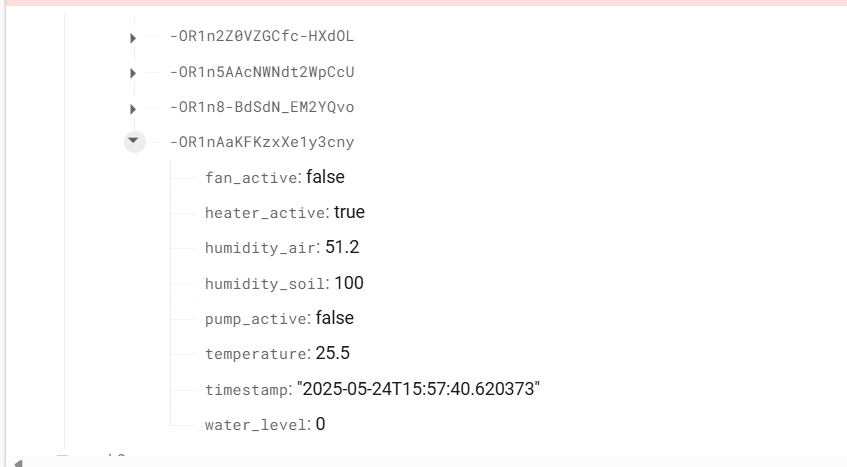 -OR1n2Z0VZGCfc-HXdOL
-OR1n5AAcNWNdt2WpCcU
-OR1n8-BdSdN_EM2YQvo
-OR1nAaKFKzxXe1y3cny
fan_active: false
heater_active: true
humidity_air: 51.2
humidity_soil: 100
pump_active: false
temperature: 25.5
timestamp: "2025-05-24T15:57:40.620373"
water_level: 0